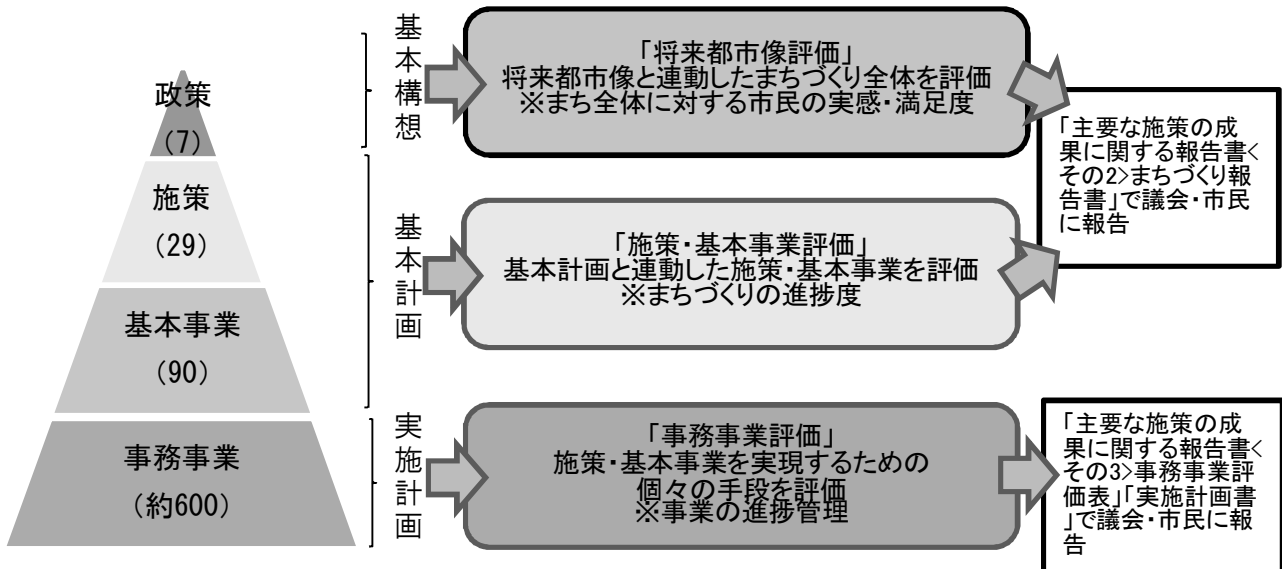 政策
(7)
施策
(29)
基本事業
(90)
事務事業
(約600)
基本構想
基本計画
実施計画
「将来都市像評価」
将来都市像と連動したまちづくり全体を評価
※まち全体に対する市民の実感・満足度
「施策・基本事業評価」
基本計画と連動した施策・基本事業を評価
※まちづくりの進捗度
「事務事業評価」
施策・基本事業を実現するための
個々の手段を評価
※事業の進捗管理
「主要な施策の成
果に関する報告書<
その2>まちづくり報
告書」で議会・市民
に報告
「主要な施策の成
果に関する報告書<
その3>事務事業評
価表」「実施計画書
」で議会・市民に報
告